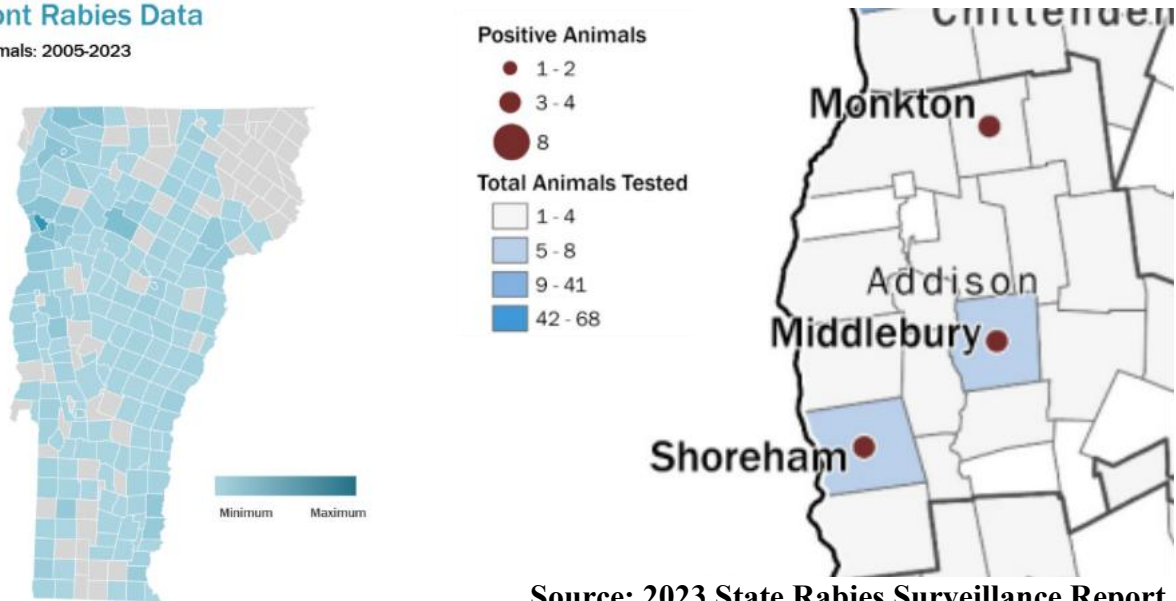 ont Rabies Data
mals: 2005-2023
Minimum Maximum
Positive Animals
1 - 2
3 - 4
8
Total Animals Tested
1 - 4
5 - 8
9 - 41
42 - 68
Chittenden
Monkton
Addison
Middlebury
Shoreham
Source: 2023 State Rabies Surveillance Report